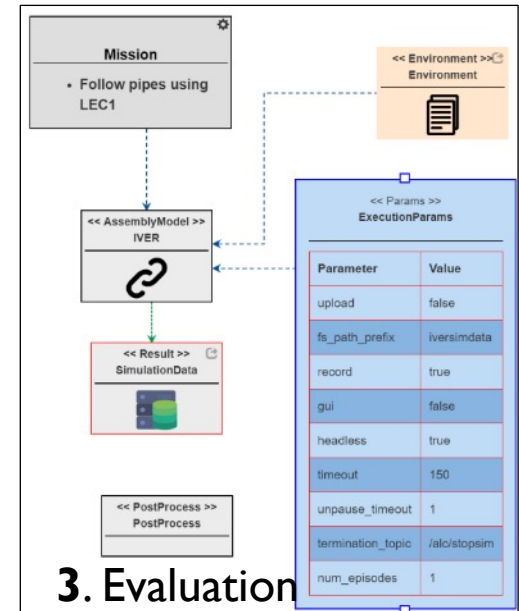 Mission
• Follow pipes using
LEC1
<< Environment >>
Environment
<< AssemblyModel >>
IVER
<< Result >>
SimulationData
<< PostProcess >>
PostProcess
<< Params >>
ExecutionParams
Parameter Value
upload false
fs_path_prefix iversimdata
record true
gui false
headless true
timeout 150
unpause_timeout 1
termination_topic /alc/stopsim
num_episodes 1
3. Evaluation